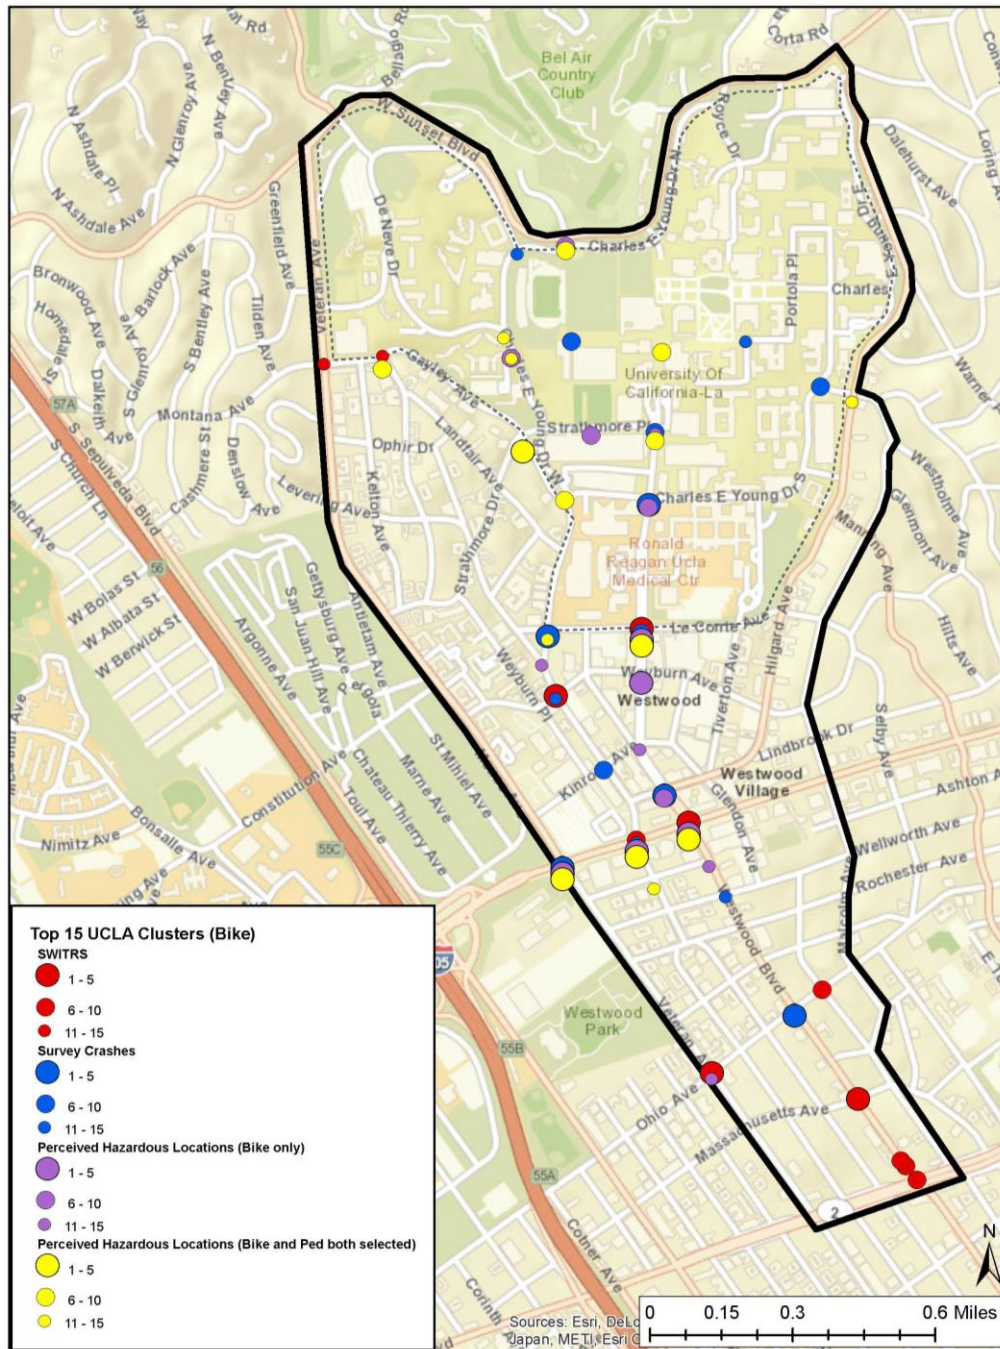 Corta Rd
Bel Air
Country
Club
N Bentley Ave
N Glenroy Ave
N Ashdale Pl
N Ashdale Ave
W Sunset Blvd
Royce Dr
Dalehurst Ave
Loring Ave
Greenfield Ave
De Neve Dr
Charles E Young Dr N
Veteran Ave
Bronwood Ave
Barlock Ave
Homedale St
Dalkeith Ave
S Glenroy Ave
S Bentley Ave
Tilden Ave
Portola Pl
Charles
57A
Gayley Ave
University Of
California-La
Montana Ave
S Church Ln
S Sepulveda Blvd
Cashmere St
Denslow Ave
Ophir Dr
Landfair Ave
Strathmore Pl
Levering Ave
Kelton Ave
Strathmore Dr
Charles E Young Dr W
Charles E Young Dr S
Westholme Ave
Glenmont Ave
Manning Ave
Ronald
Reagan Ucla
Medical Ctr
56
W Bolas St
W Albata St
W Berwick St
Gettysburg Ave
San Juan Hill Ave
Antietam Ave
Argonne Ave
Pergola
Le Conte Ave
Hilgard Ave
Hilts Ave
Weyburn Pl
Weyburn Ave
Westwood
Tiverton Ave
Lindbrook Dr
Selby Ave
St Mihiel Ave
Marne Ave
Chateau Thierry Ave
Toul Ave
Constitution Ave
Westwood
Village
Ashton A
Glendon Ave
Bonsalle Ave
Nimitz Ave
55C
Wellworth Ave
Rochester Ave
Malcolm Ave
Westwood Blvd
Westwood
Park
55B
Ohio Ave
Massachusetts Ave
55A
2
Cotner Ave
Top 15 UCLA Clusters (Bike)
SWITRS
1 - 5
6 - 10
11 - 15
Survey Crashes
1 - 5
6 - 10
11 - 15
Perceived Hazardous Locations (Bike only)
1 - 5
6 - 10
11 - 15
Perceived Hazardous Locations (Bike and Ped both selected)
1 - 5
6 - 10
11 - 15
N
0 0.15 0.3 0.6 Miles
Sources: Esri, DeLo
Japan, METI, Esri C